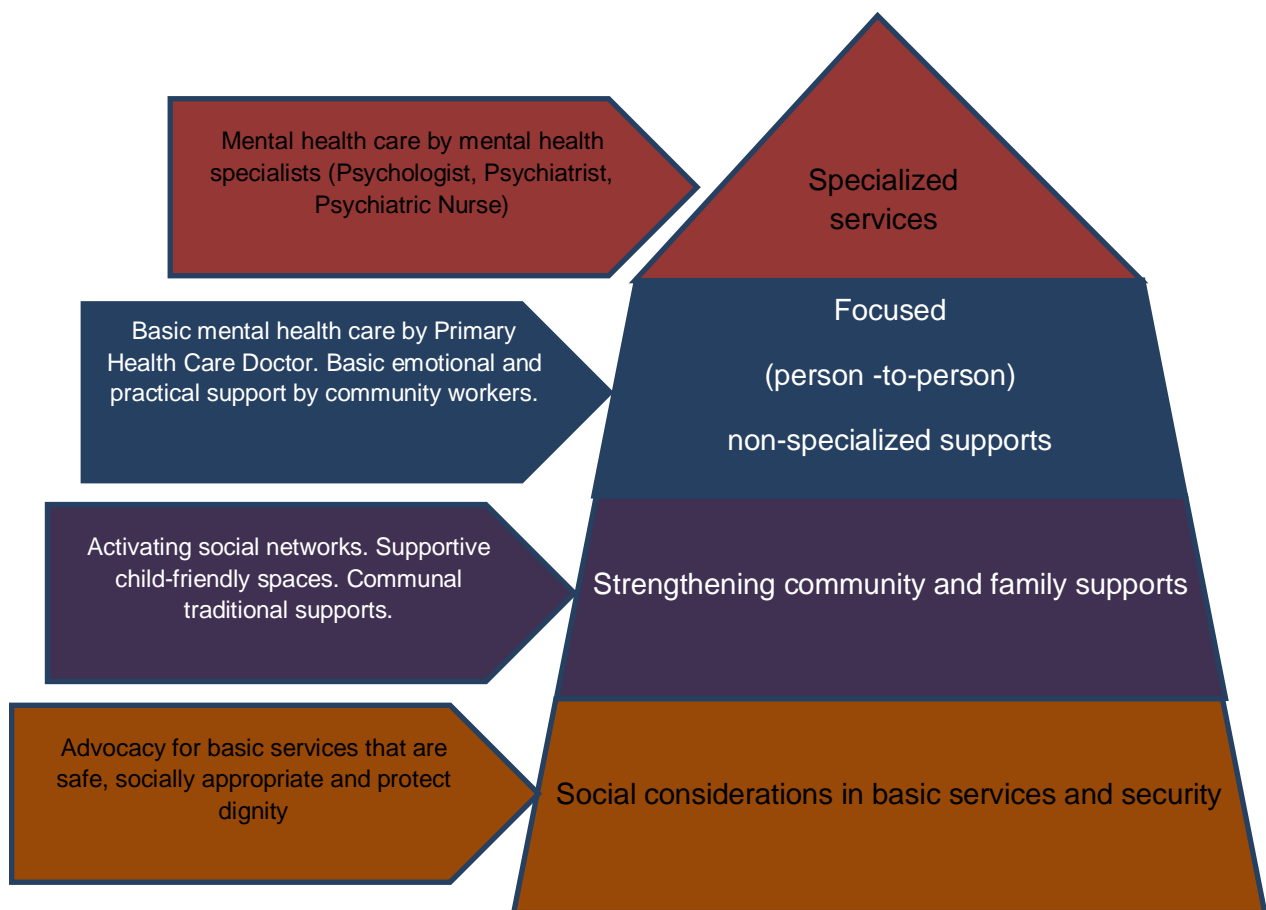 Mental health care by mental health
specialists (Psychologist, Psychiatrist,
Psychiatric Nurse)
Specialized
services
Basic mental health care by Primary
Health Care Doctor. Basic emotional and
practical support by community workers.
Focused
(person -to-person)
non-specialized supports
Activating social networks. Supportive
child-friendly spaces. Communal
traditional supports.
Strengthening community and family supports
Advocacy for basic services that are
safe, socially appropriate and protect
dignity
Social considerations in basic services and security